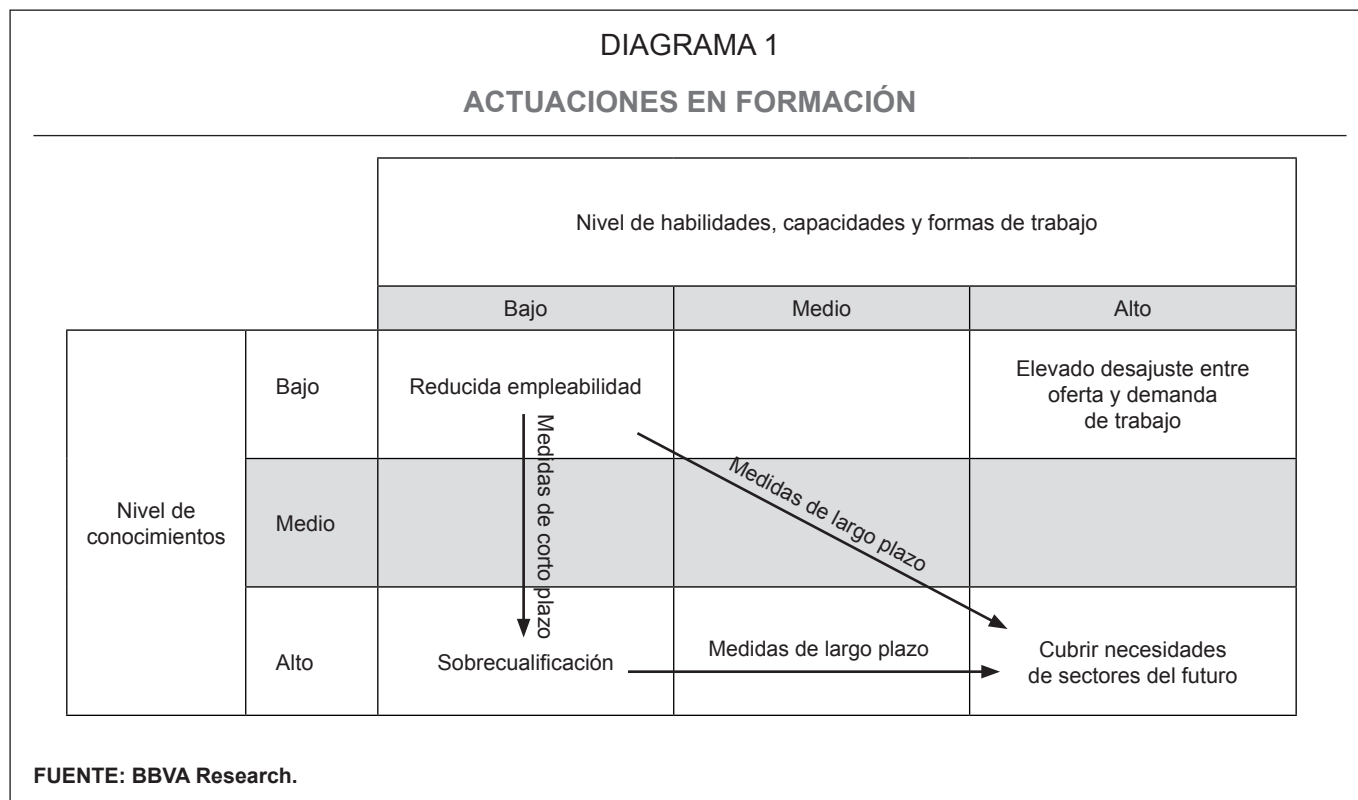 DIAGRAMA 1
ACTUACIONES EN FORMACIÓN
Nivel de habilidades, capacidades y formas de trabajo
Bajo
Medio
Alto
Nivel de
conocimientos
Bajo
Reducida empleabilidad
Elevado desajuste entre
oferta y demanda
de trabajo
Medidas de corto plazo
Medidas de largo plazo
Medio
Alto
Sobrecualificación
Medidas de largo plazo
Cubrir necesidades
de sectores del futuro
FUENTE: BBVA Research.